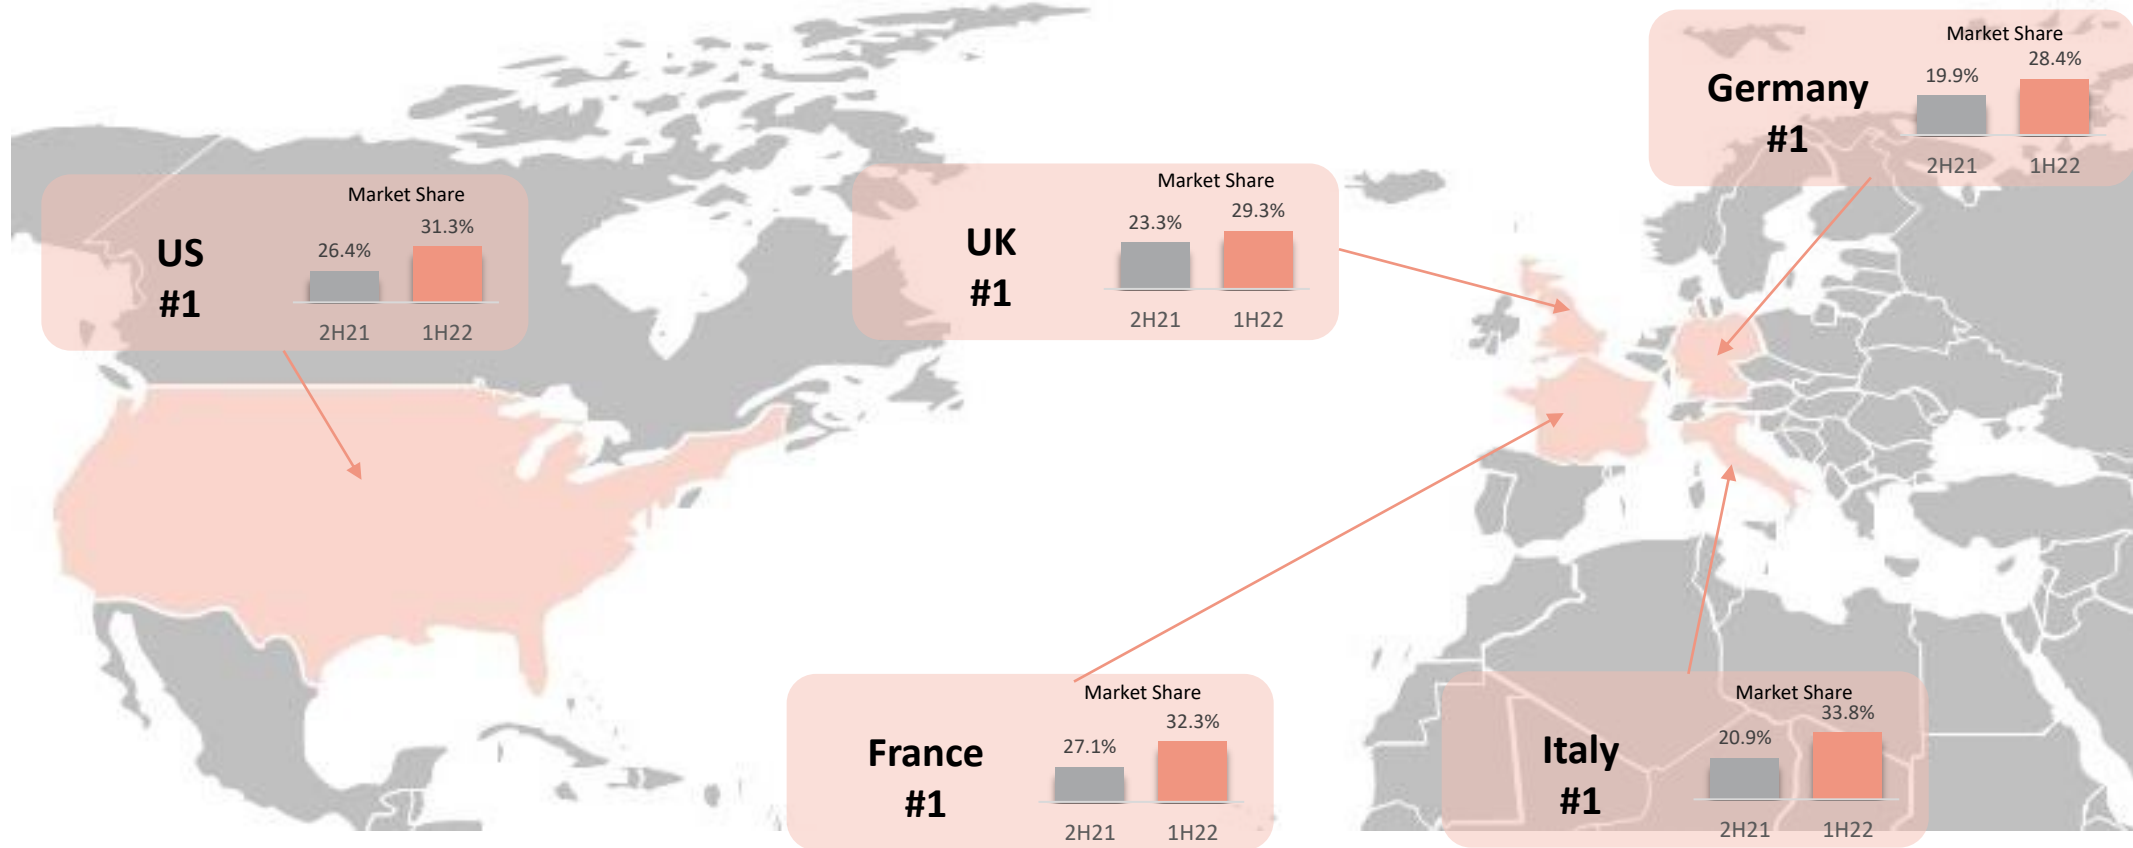 Market Share
Germany
#1
19.9%
28.4%
2H21
1H22
Market Share
US
#1
26.4%
31.3%
2H21
1H22
Market Share
UK
#1
23.3%
29.3%
2H21
1H22
Market Share
France
#1
27.1%
32.3%
2H21
1H22
Market Share
Italy
#1
20.9%
33.8%
2H21
1H22